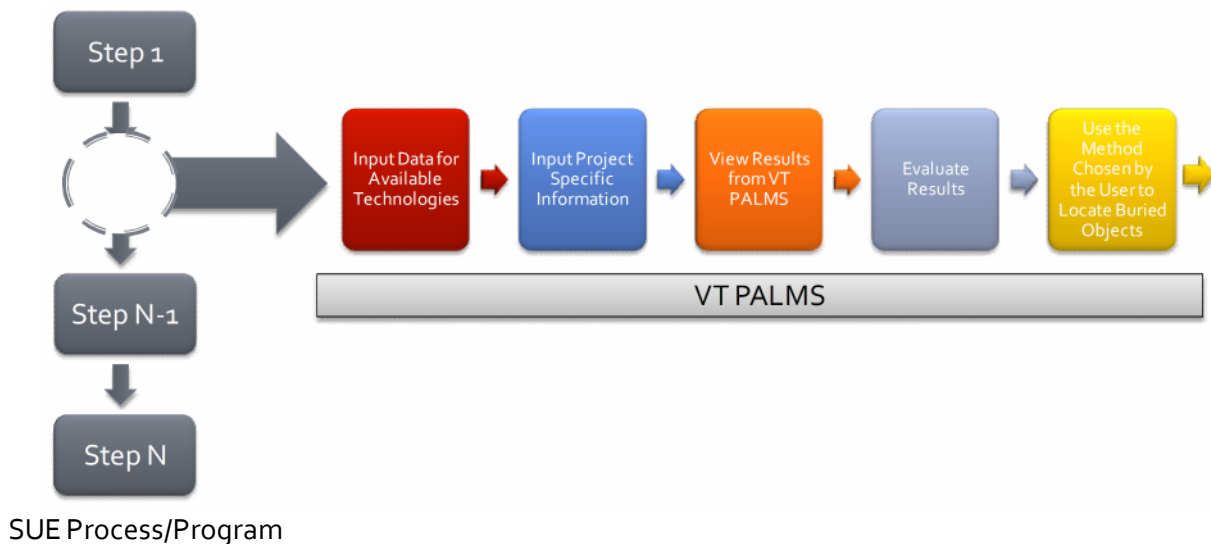 Step 1
Step N-1
Step N
SUE Process/Program
Input Data for
Available
Technologies
Input Project
Specific
Information
View Results
from VT
PALMS
Evaluate
Results
Use the
Method
Chosen by
the User to
Locate Buried
Objects
VT PALMS